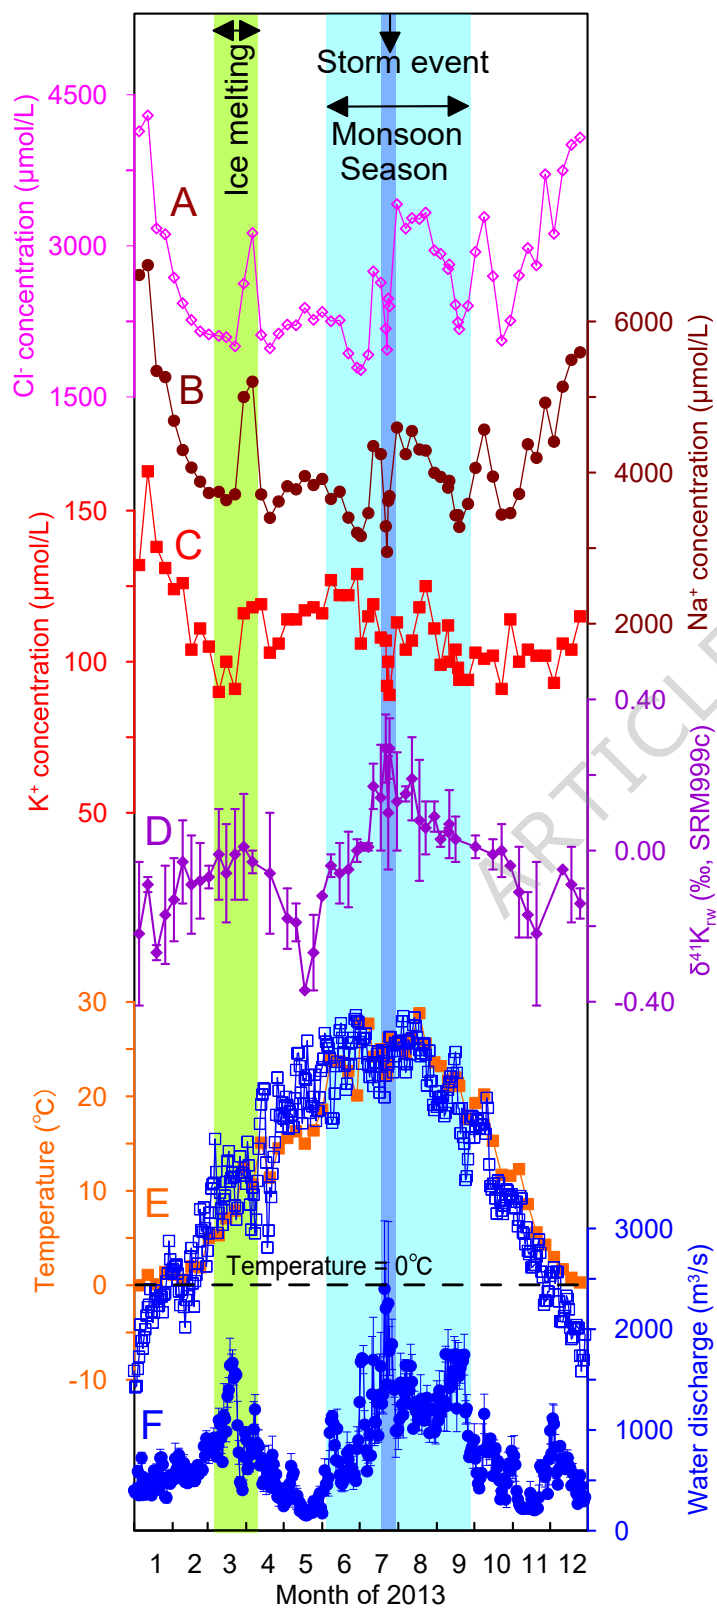 Ice melting
Storm event
Monsoon
Season
Cl- concentration (μmol/L)
4500
3000
1500
A
B
C
D
E
F
Na+ concentration (μmol/L)
6000
4000
2000
K+ concentration (μmol/L)
150
100
50
δ41Krw (‰, SRM999c)
0.40
0.00
-0.40
ARTICLE
Temperature (°C)
30
20
10
0
-10
Temperature = 0°C
Water discharge (m3/s)
3000
2000
1000
0
1 2 3 4 5 6 7 8 9 10 11 12
Month of 2013